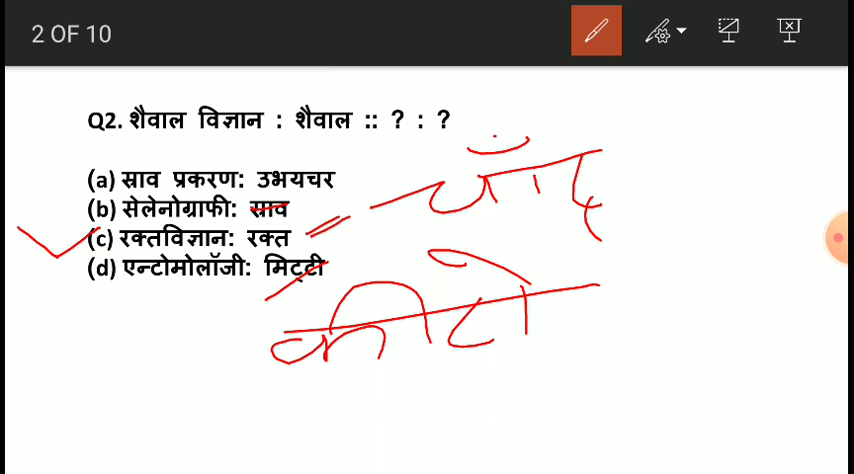 2 OF 10
Q2. शैवाल विज्ञान : शैवाल :: ? : ?
(a) स्राव प्रकरण: उभयचर
(b) सेलेनोग्राफी: स्राव
(c) रक्तविज्ञान: रक्त
(d) एन्टोमोलॉजी: मिट्टी
चाँद
कीटो